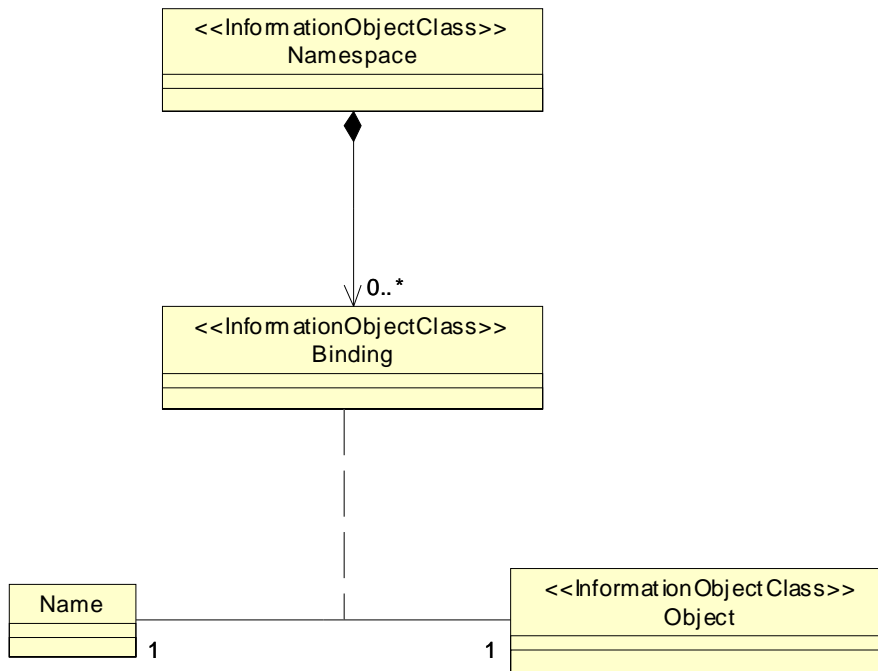 <<InformationObjectClass>>
Namespace
0..*
<<InformationObjectClass>>
Binding
Name
1
1
<<InformationObjectClass>>
Object